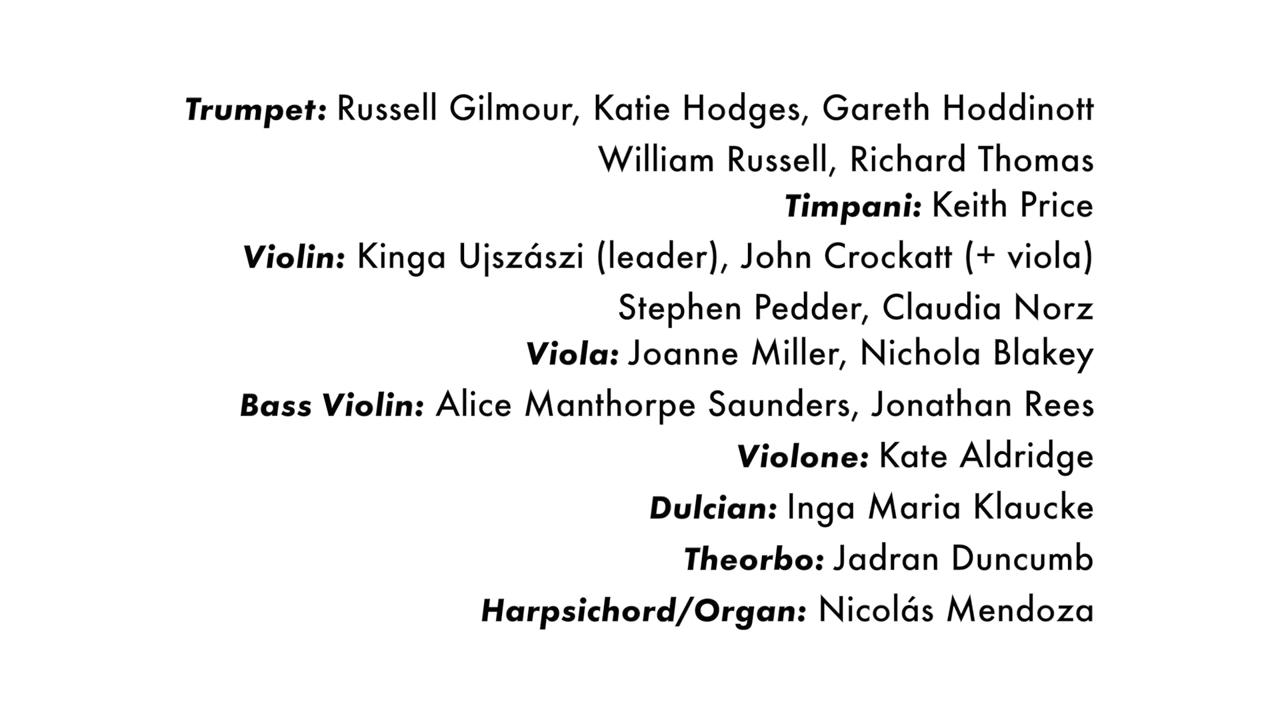 Trumpet: Russell Gilmour, Katie Hodges, Gareth Hoddinott
William Russell, Richard Thomas
Timpani: Keith Price
Violin: Kinga Ujszászi (leader), John Crockatt (+ viola)
Stephen Pedder, Claudia Norz
Viola: Joanne Miller, Nichola Blakey
Bass Violin: Alice Manthorpe Saunders, Jonathan Rees
Violone: Kate Aldridge
Dulcian: Inga Maria Klaucke
Theorbo: Jadran Duncumb
Harpsichord/Organ: Nicolás Mendoza